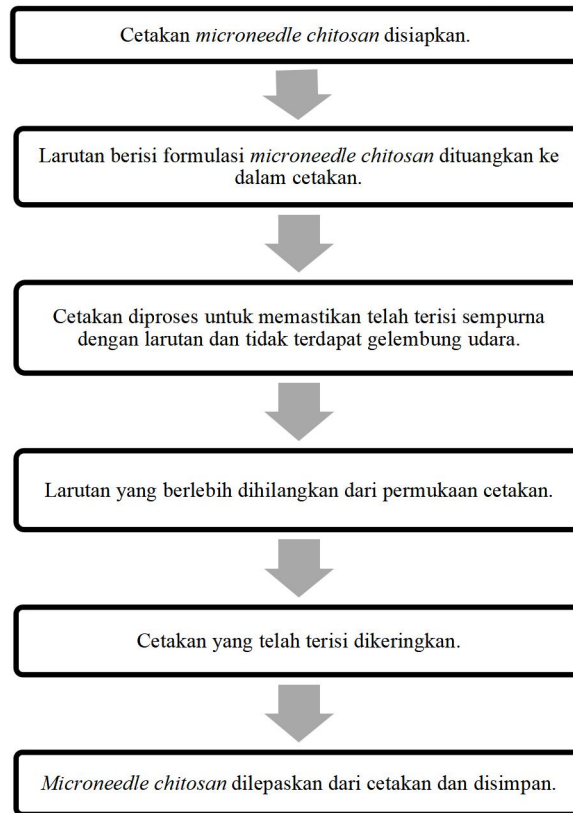 Cetakan microneedle chitosan disiapkan.
Larutan berisi formulasi microneedle chitosan dituangkan ke
dalam cetakan.
Cetakan diproses untuk memastikan telah terisi sempurna
dengan larutan dan tidak terdapat gelembung udara.
Larutan yang berlebih dihilangkan dari permukaan cetakan.
Cetakan yang telah terisi dikeringkan.
Microneedle chitosan dilepaskan dari cetakan dan disimpan.